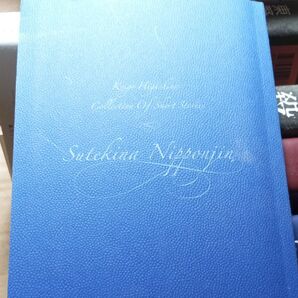 Keigo Higashino
Collection Of Short Stories
Sutekina Nipponjin